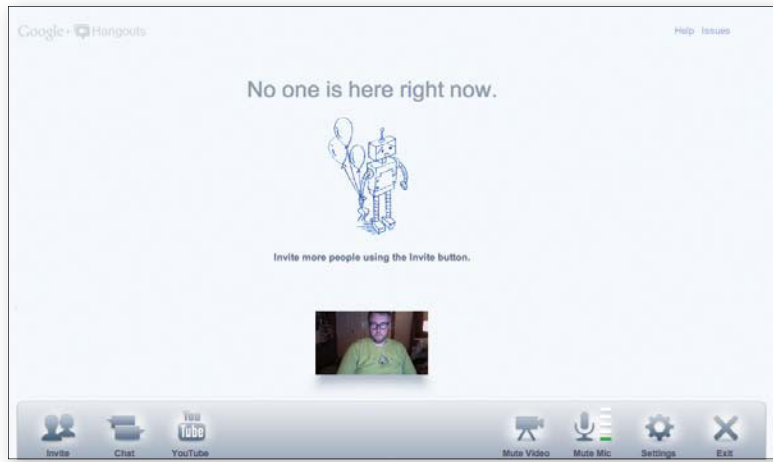 Google+ Hangouts
Help - Issues
No one is here right now.
Invite more people using the Invite button.
You
Tube
Invite
Chat
YouTube
Mute Video
Mute Mic
Settings
Exit